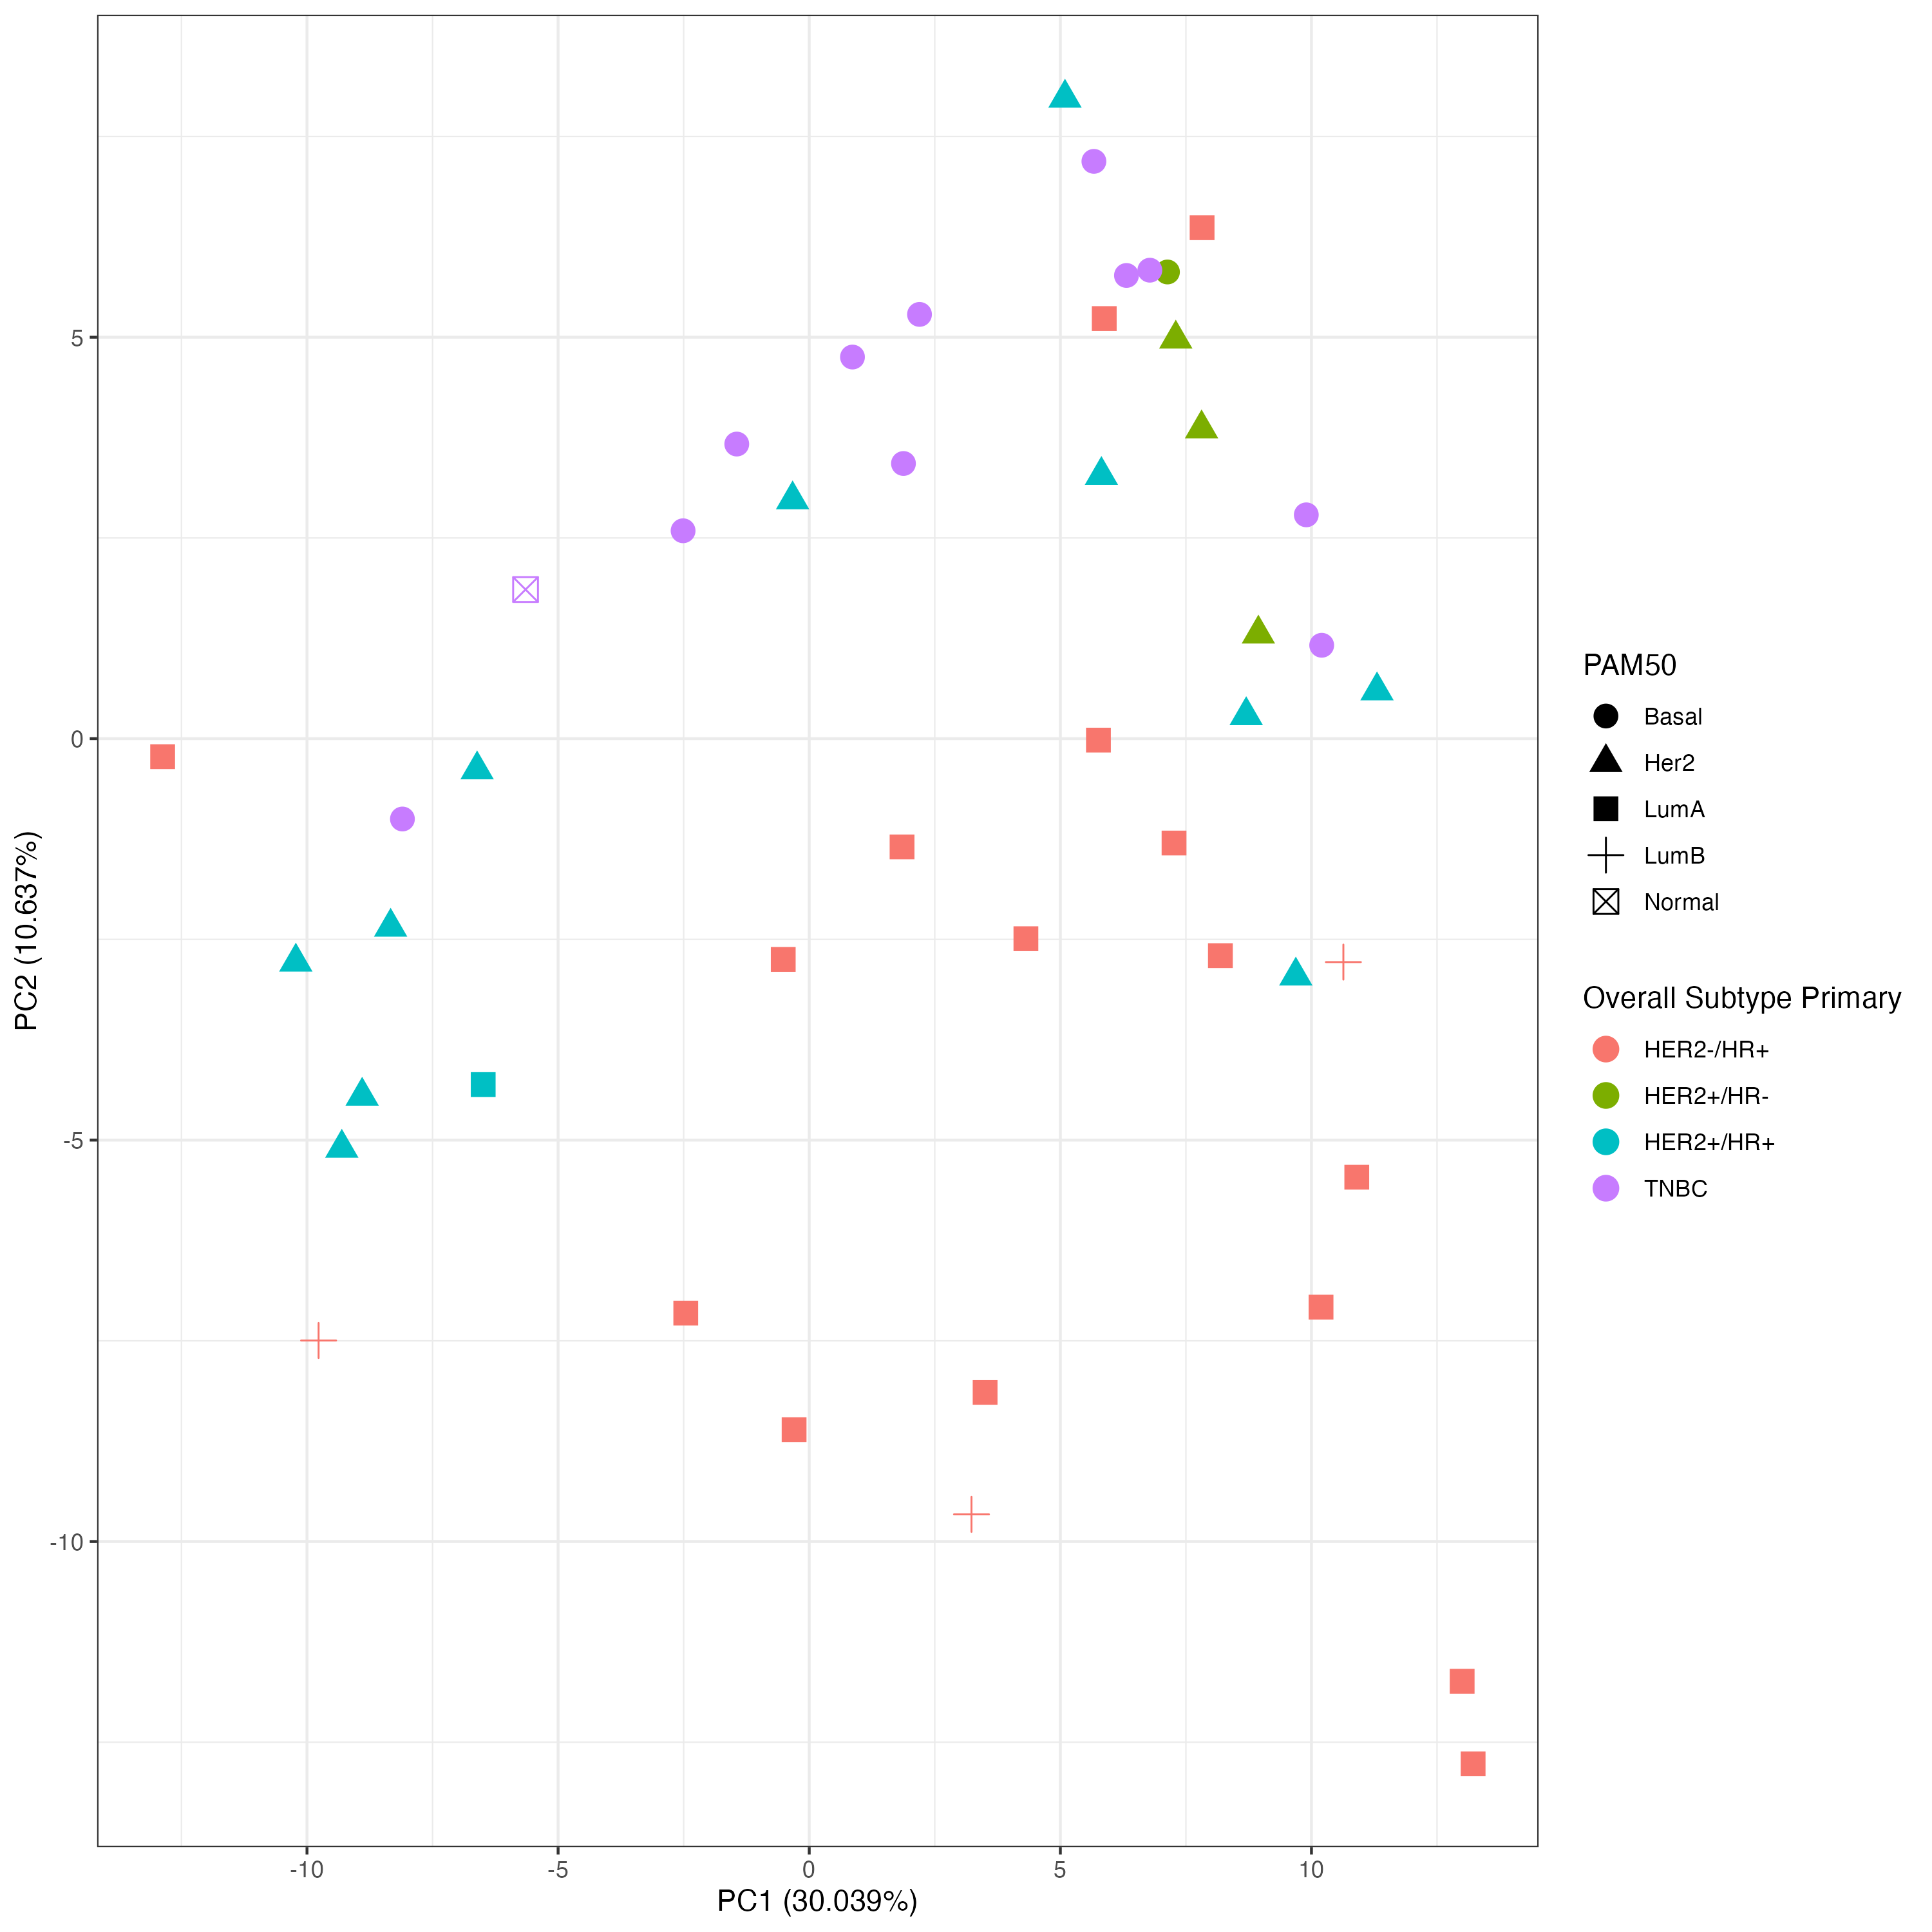 5
0
-5
-10
PC2 (10.637%)
-10 -5 0 5 10
PC1 (30.039%)
PAM50
Basal
Her2
LumA
LumB
Normal
Overall Subtype Primary
HER2-/HR+
HER2+/HR-
HER2+/HR+
TNBC